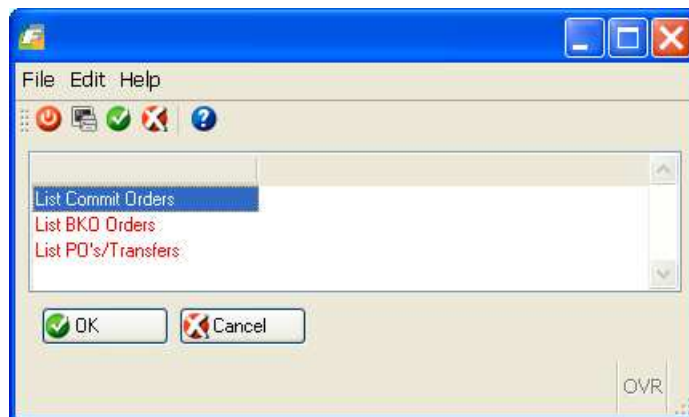 File Edit Help
?
List Commit Orders
List BKO Orders
List PO's/Transfers
OK Cancel
OVR